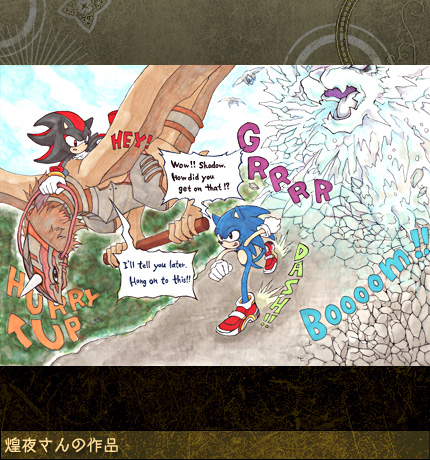 HEY!
Wow!! Shadow.
How did you
get on that!?
GRRRR
I'll tell you later.
Hang on to this!!
HURRY
UP
DASH!!
Boooom!!
煌夜さんの作品